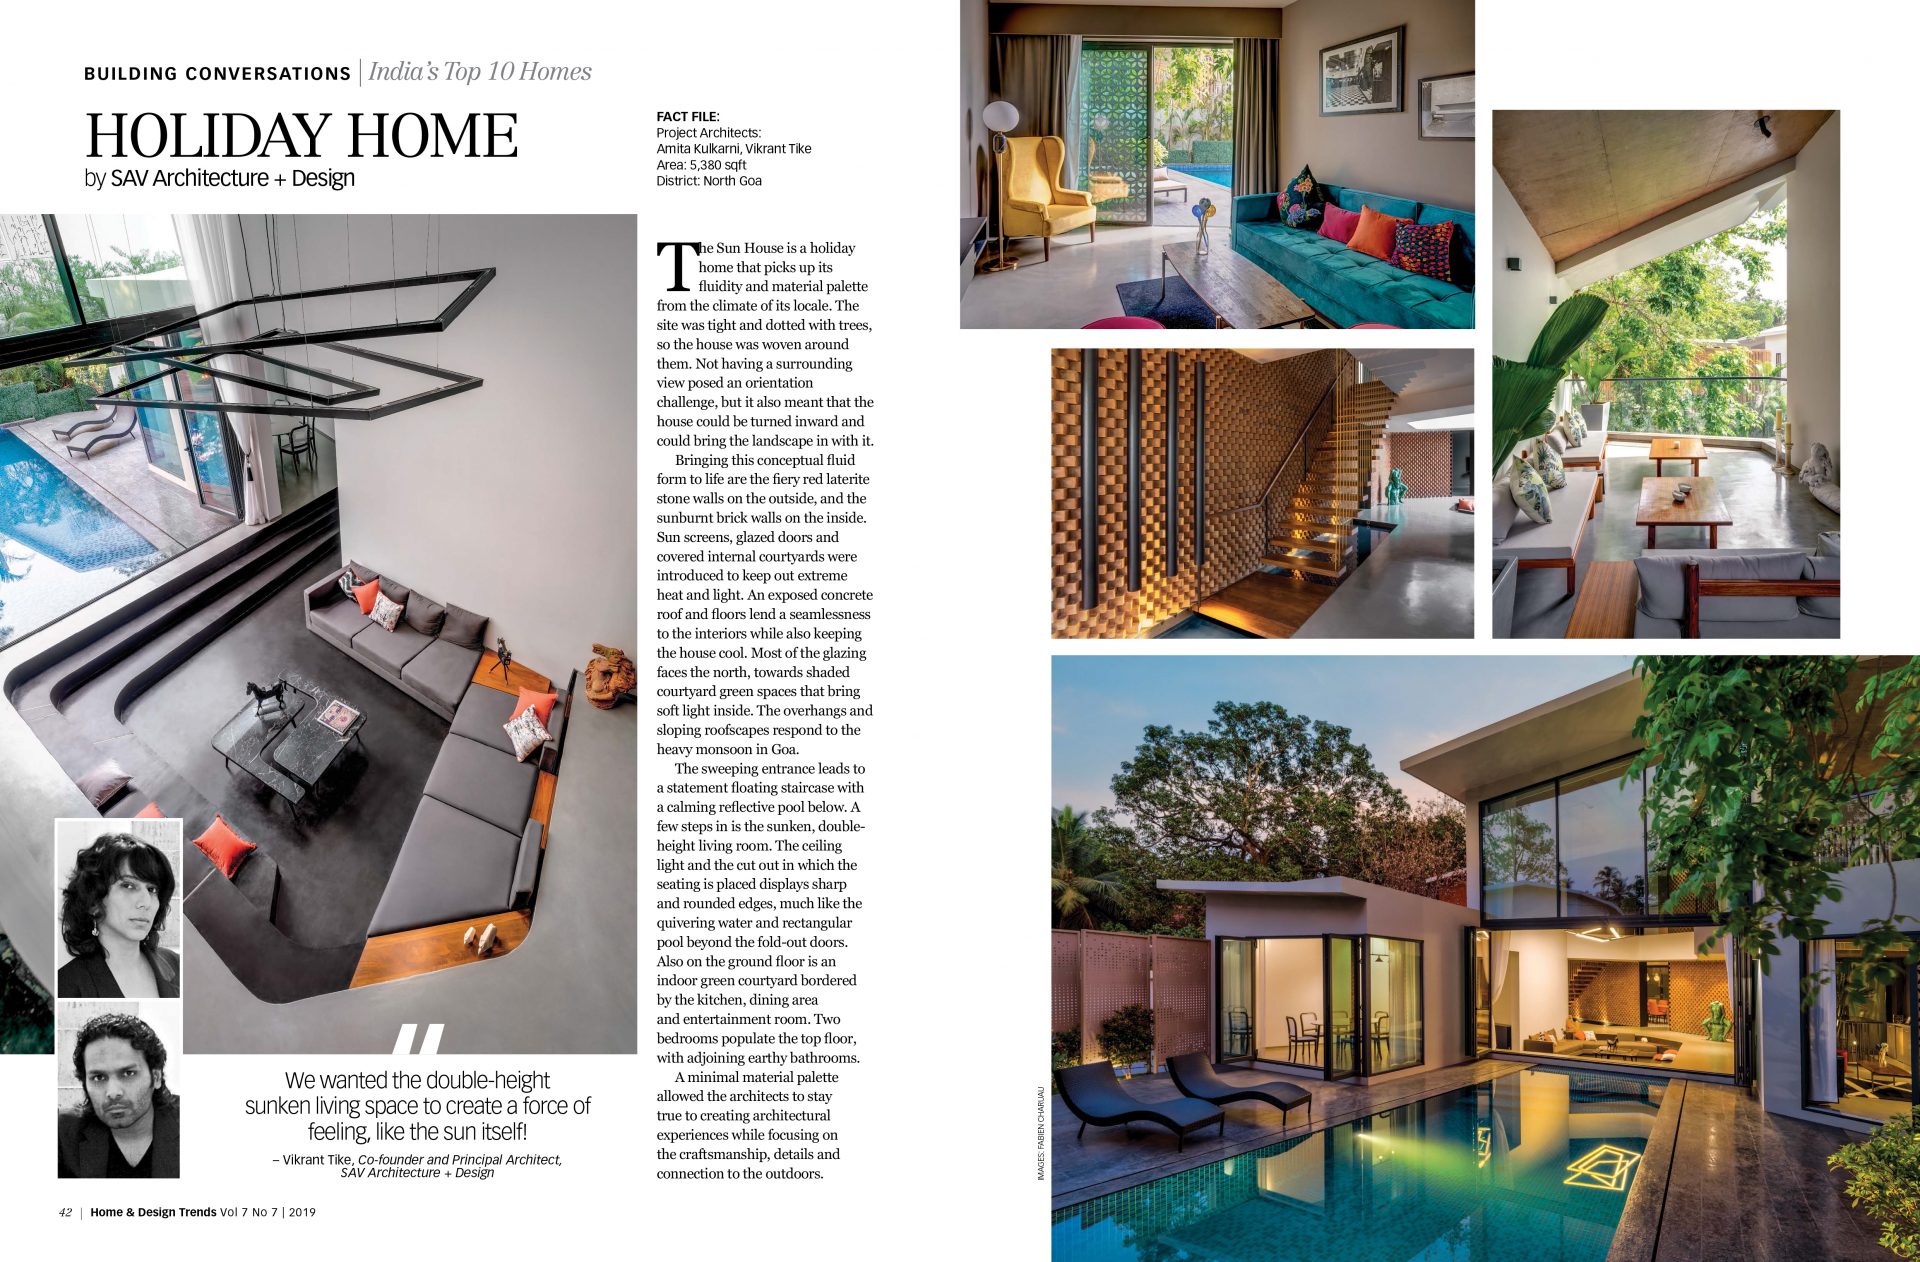 BUILDING CONVERSATIONS | India's Top 10 Homes
HOLIDAY HOME
by SAV Architecture + Design
FACT FILE:
Project Architects:
Amita Kulkarni, Vikrant Tike
Area: 5,380 sqft
District: North Goa
The Sun House is a holiday
home that picks up its
fluidity and material palette
from the climate of its locale. The
site was tight and dotted with trees,
so the house was woven around
them. Not having a surrounding
view posed an orientation
challenge, but it also meant that the
house could be turned inward and
could bring the landscape in with it.
Bringing this conceptual fluid
form to life are the fiery red laterite
stone walls on the outside, and the
sunburnt brick walls on the inside.
Sun screens, glazed doors and
covered internal courtyards were
introduced to keep out extreme
heat and light. An exposed concrete
roof and floors lend a seamlessness
to the interiors while also keeping
the house cool. Most of the glazing
faces the north, towards shaded
courtyard green spaces that bring
soft light inside. The overhangs and
sloping roofscapes respond to the
heavy monsoon in Goa.
The sweeping entrance leads to
a statement floating staircase with
a calming reflective pool below. A
few steps in is the sunken, double-
height living room. The ceiling
light and the cut out in which the
seating is placed displays sharp
and rounded edges, much like the
quivering water and rectangular
pool beyond the fold-out doors.
Also on the ground floor is an
indoor green courtyard bordered
by the kitchen, dining area
and entertainment room. Two
bedrooms populate the top floor,
with adjoining earthy bathrooms.
A minimal material palette
allowed the architects to stay
true to creating architectural
experiences while focusing on
the craftsmanship, details and
connection to the outdoors.
"
We wanted the double-height
sunken living space to create a force of
feeling, like the sun itself!
– Vikrant Tike, Co-founder and Principal Architect,
SAV Architecture + Design
IMAGES: FABIEN CHARUAU
42 | Home & Design Trends Vol 7 No 7 | 2019